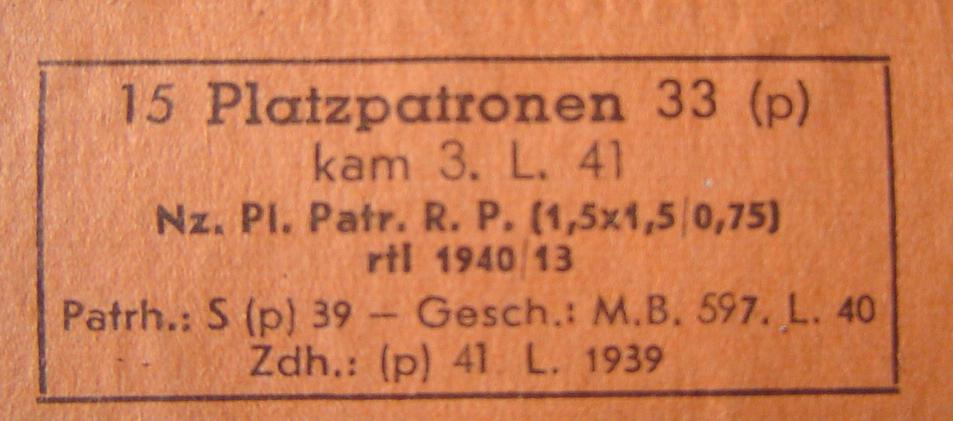 15 Platzpatronen 33 (p)
kam 3. L. 41
Nz. Pl. Patr. R. P. (1,5x1,5/0,75)
rtl 1940/13
Patrh.: S (p) 39 — Gesch.: M.B. 597. L. 40
Zdh.: (p) 41 L. 1939